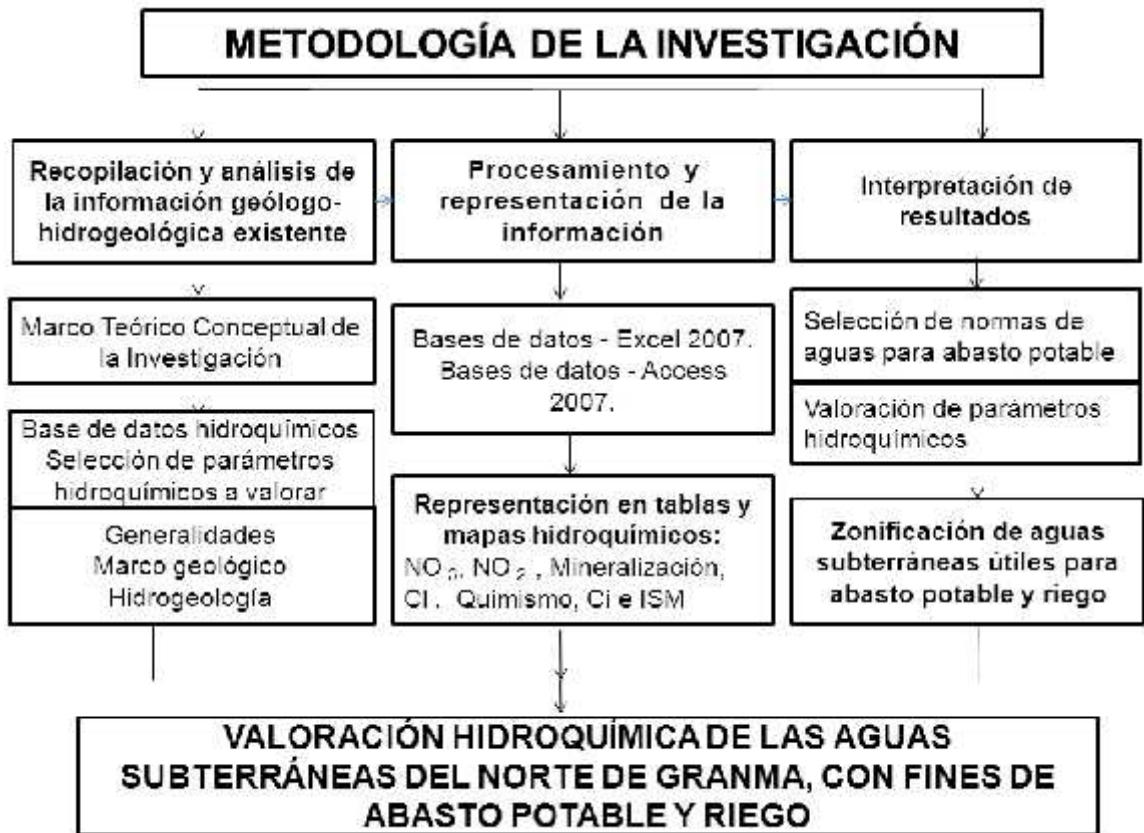 METODOLOGÍA DE LA INVESTIGACIÓN
Recopilación y análisis de
la información geólogo-
hidrogeológica existente
Procesamiento y
representación de la
información
Interpretación de
resultados
Marco Teórico Conceptual de
la Investigación
Base de datos hidroquímicos
Selección de parámetros
hidroquímicos a valorar
Generalidades
Marco geológico
Hidrogeología
Bases de datos - Excel 2007.
Bases de datos - Access
2007.
Representación en tablas y
mapas hidroquímicos:
NO , NO , Mineralización,
Cl , Quimismo, Ci e ISM
Selección de normas de
aguas para abasto potable
Valoración de parámetros
hidroquímicos
Zonificación de aguas
subterráneas útiles para
abasto potable y riego
VALORACIÓN HIDROQUÍMICA DE LAS AGUAS
SUBTERRÁNEAS DEL NORTE DE GRANMA, CON FINES DE
ABASTO POTABLE Y RIEGO